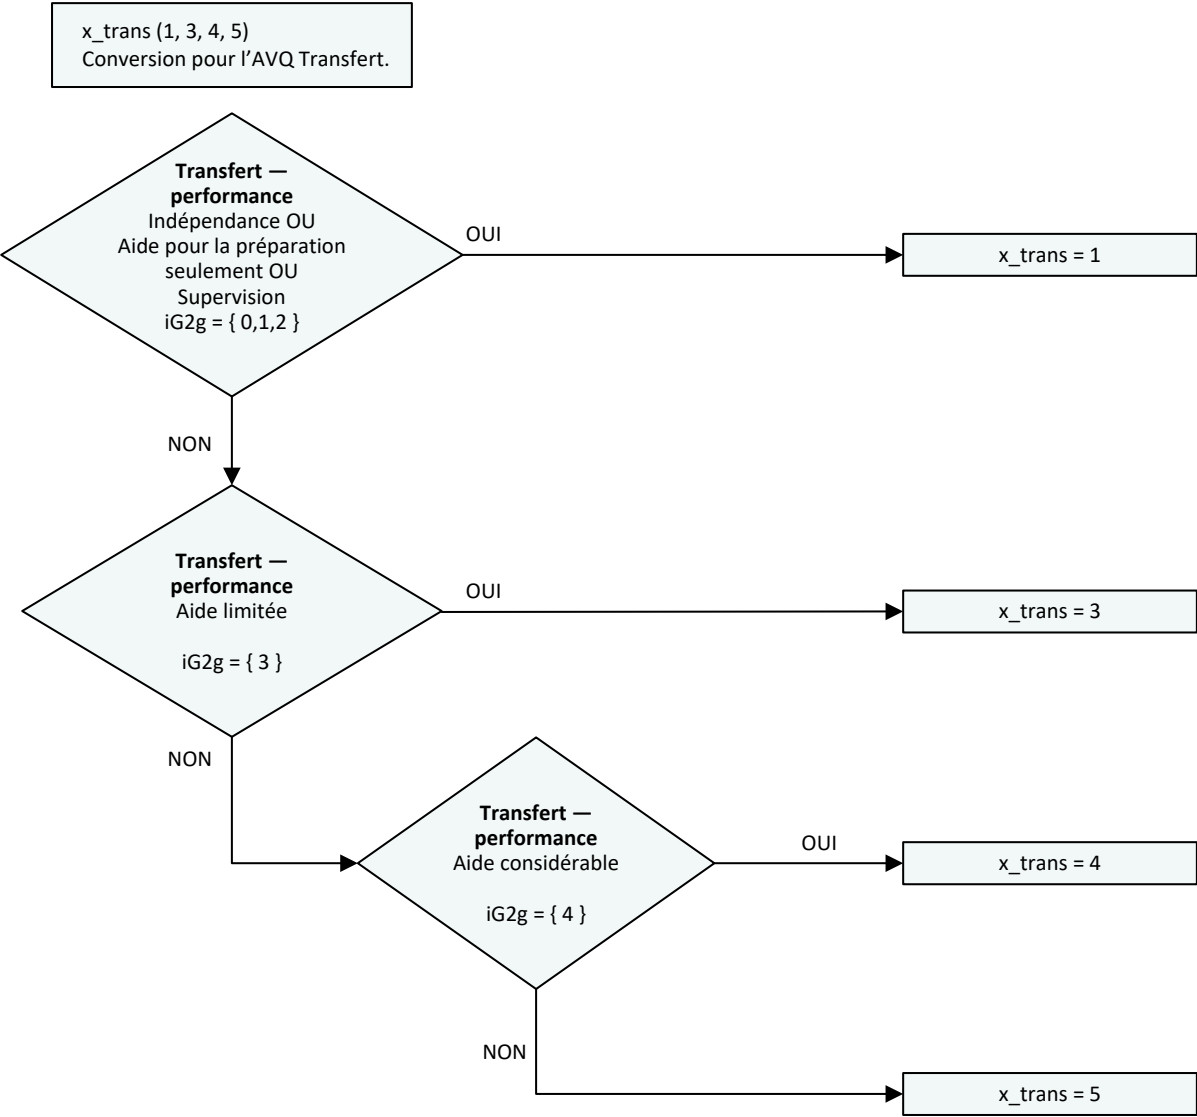 x_trans (1, 3, 4, 5)
Conversion pour l’AVQ Transfert.
Transfert —
performance
Indépendance OU
Aide pour la préparation
seulement OU
Supervision
iG2g = { 0,1,2 }
OUI
x_trans = 1
NON
Transfert —
performance
Aide limitée
iG2g = { 3 }
OUI
x_trans = 3
NON
Transfert —
performance
Aide considérable
iG2g = { 4 }
OUI
x_trans = 4
NON
x_trans = 5